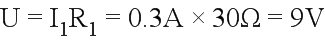 U = I₁R₁ = 0.3A × 30Ω = 9V